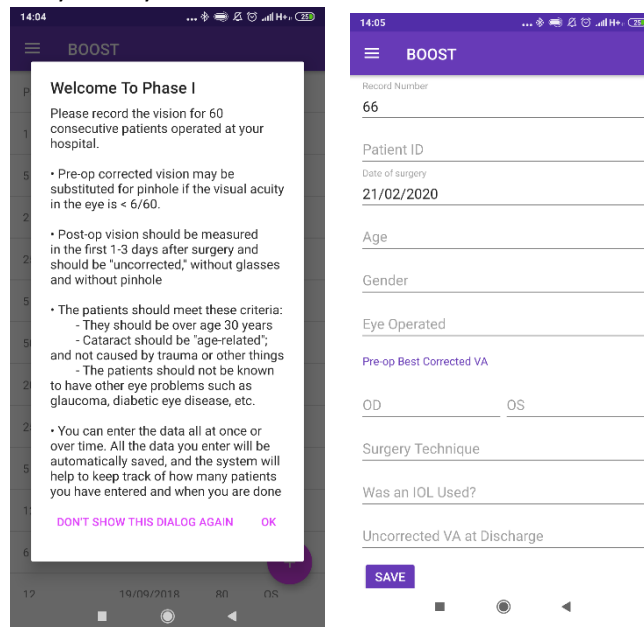 14:04
... H+ 25
BOOST
Welcome To Phase I
Please record the vision for 60
consecutive patients operated at your
hospital.
• Pre-op corrected vision may be
substituted for pinhole if the visual acuity
in the eye is < 6/60.
• Post-op vision should be measured
in the first 1-3 days after surgery and
should be "uncorrected," without glasses
and without pinhole
• The patients should meet these criteria:
- They should be over age 30 years
- Cataract should be "age-related";
and not caused by trauma or other things
- The patients should not be known
to have other eye problems such as
glaucoma, diabetic eye disease, etc.
• You can enter the data all at once or
over time. All the data you enter will be
automatically saved, and the system will
help to keep track of how many patients
you have entered and when you are done
DON'T SHOW THIS DIALOG AGAIN OK
12 19/09/2018 80 OS
14:05
... H+ 25
BOOST
Record Number
66
Patient ID
Date of surgery
21/02/2020
Age
Gender
Eye Operated
Pre-op Best Corrected VA
OD OS
Surgery Technique
Was an IOL Used?
Uncorrected VA at Discharge
SAVE